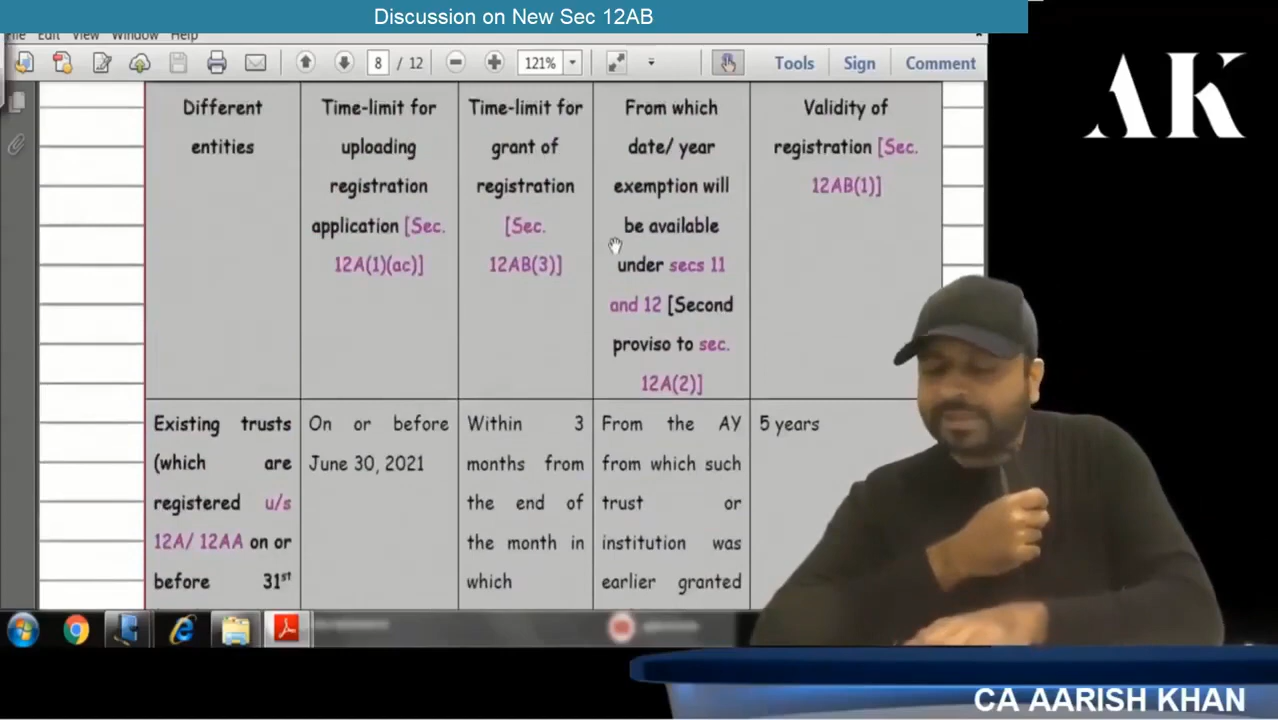 Discussion on New Sec 12AB
File Edit View Window Help
8 / 12
121%
Tools Sign Comment
AK
Different entities
Time-limit for uploading registration application [Sec. 12A(1)(ac)]
Time-limit for grant of registration [Sec. 12AB(3)]
From which date/ year exemption will be available under secs 11 and 12 [Second proviso to sec. 12A(2)]
Validity of registration [Sec. 12AB(1)]
Existing trusts (which are registered u/s 12A/ 12AA on or before 31st
On or before June 30, 2021
Within 3 months from the end of the month in which
From the AY from which such trust or institution was earlier granted
5 years
CA AARISH KHAN